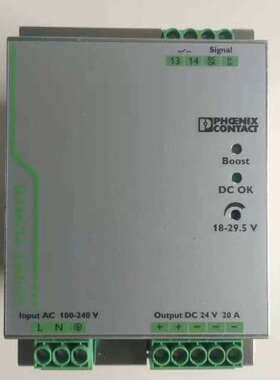 Signal
13 14
PHOENIX
CONTACT
Boost
DC OK
18-29.5 V
Input AC 100-240 V
Output DC 24 V 20 A
L N
+ + – – –